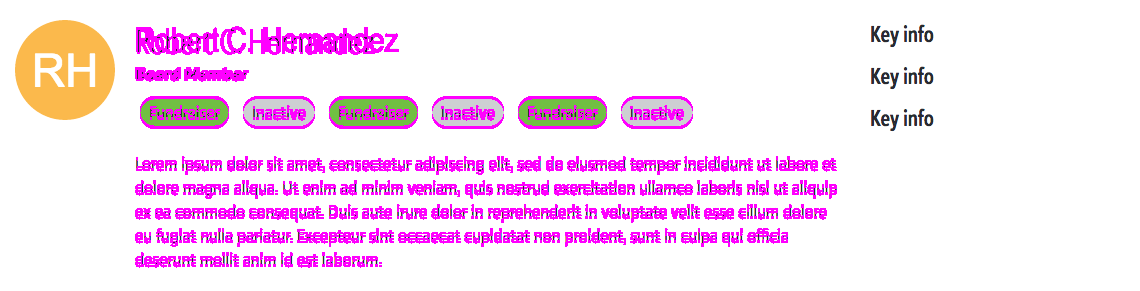 RH
Robert C. Hernandez
Board Member
Fundraiser Inactive Fundraiser Inactive Fundraiser Inactive
Lorem ipsum dolor sit amet, consectetur adipiscing elit, sed do eiusmod tempor incididunt ut labore et
dolore magna aliqua. Ut enim ad minim veniam, quis nostrud exercitation ullamco laboris nisi ut aliquip
ex ea commodo consequat. Duis aute irure dolor in reprehenderit in voluptate velit esse cillum dolore
eu fugiat nulla pariatur. Excepteur sint occaecat cupidatat non proident, sunt in culpa qui officia
deserunt mollit anim id est laborum.
Key info
Key info
Key info